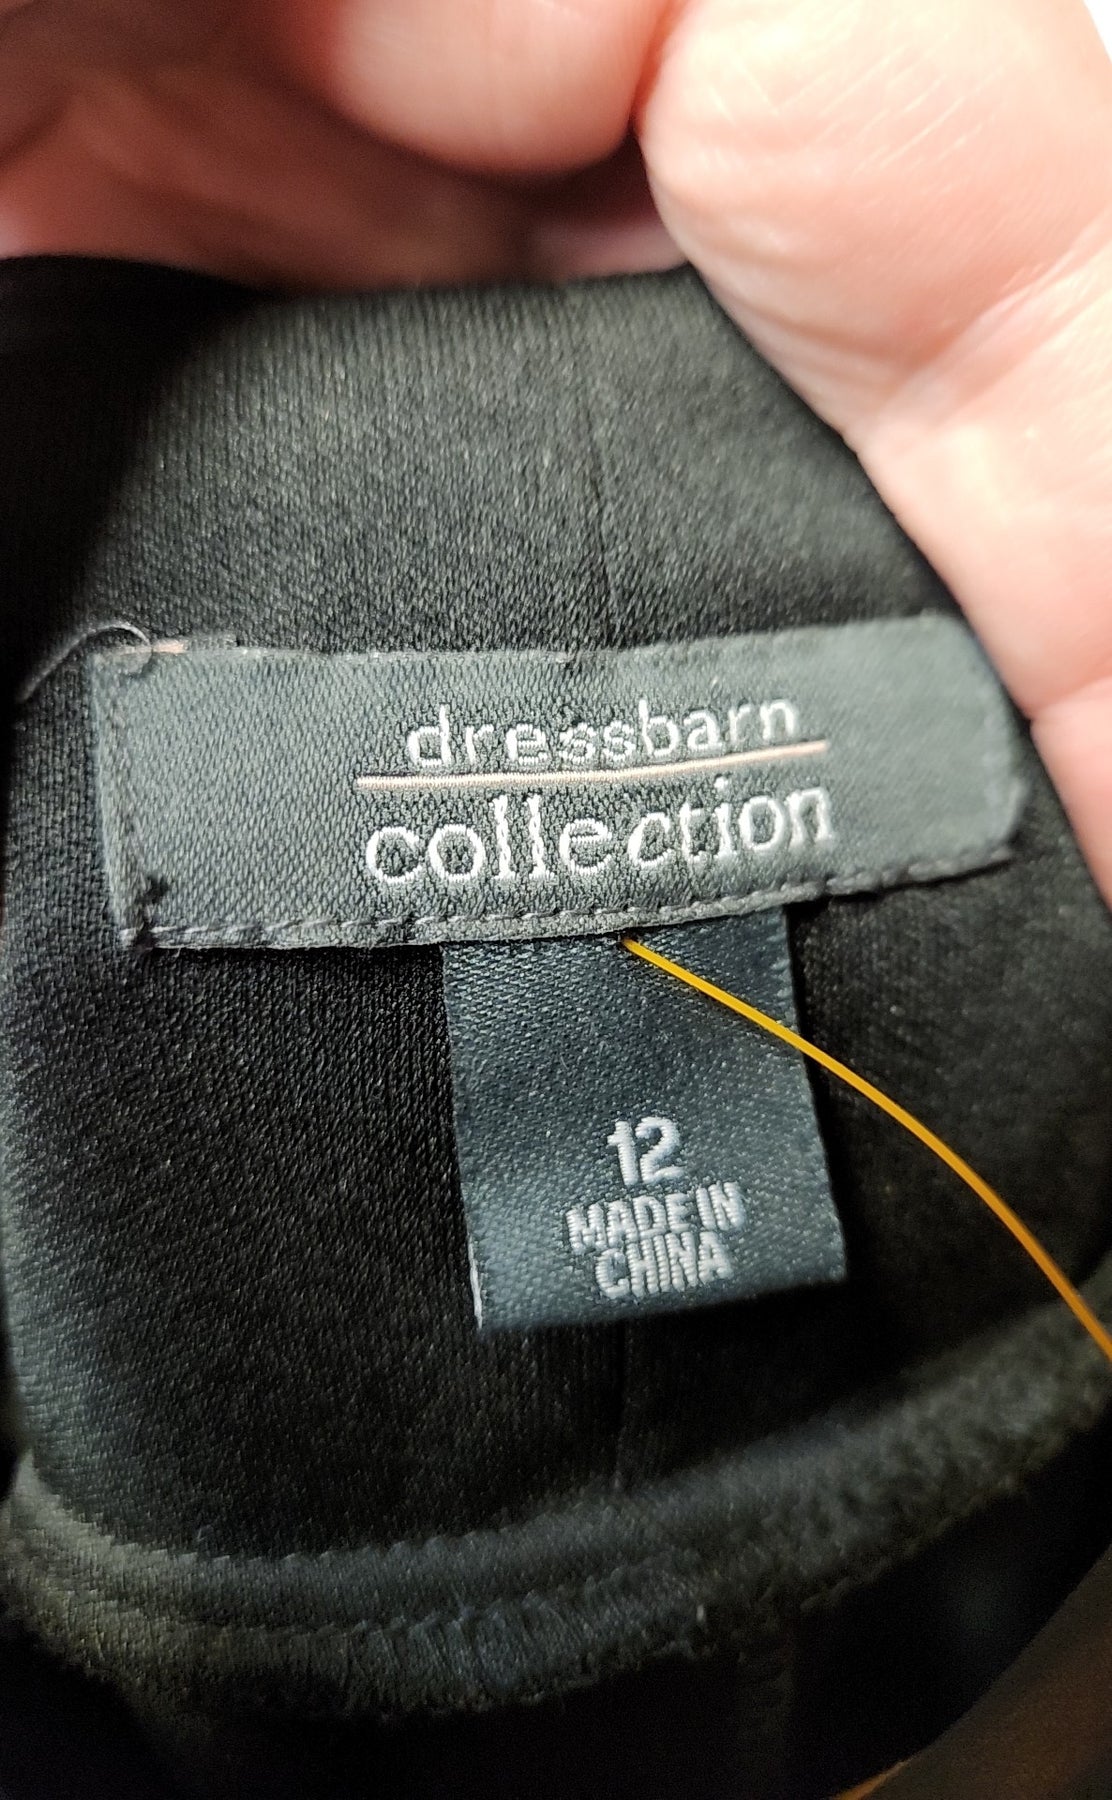 dressbarn
collection
12
MADE IN
CHINA